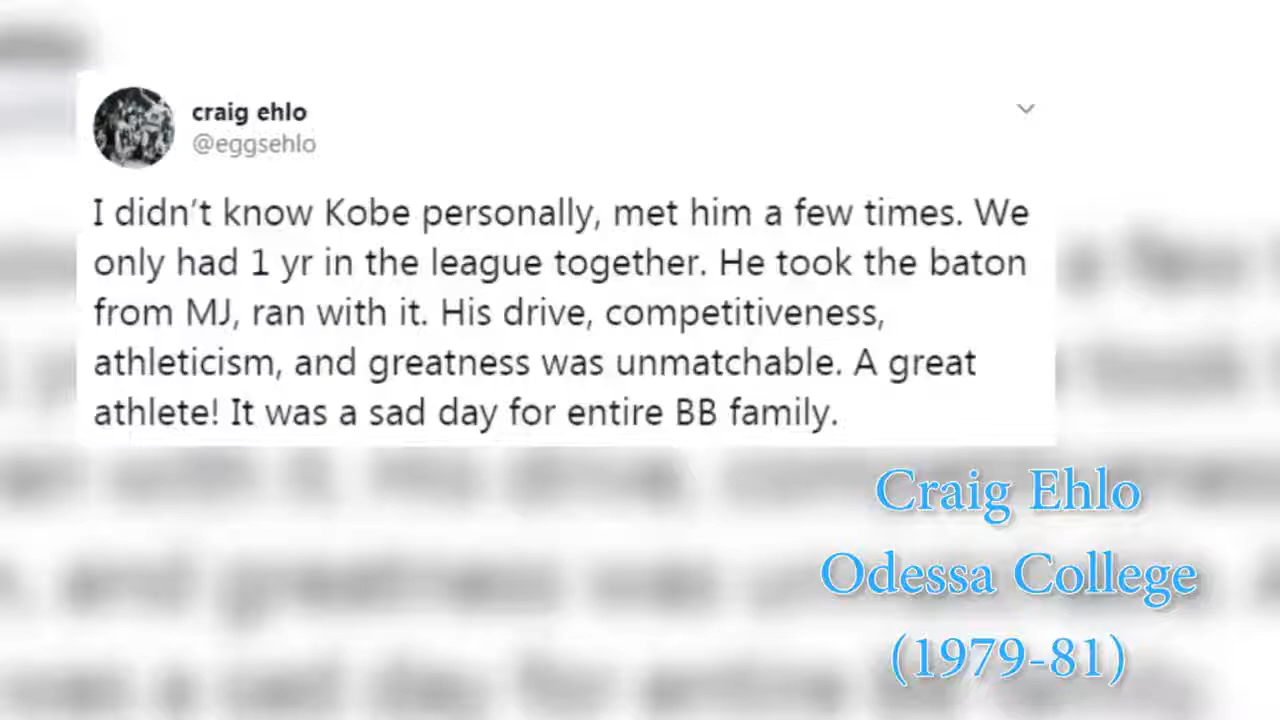 craig ehlo
@eggsehlo
I didn't know Kobe personally, met him a few times. We
only had 1 yr in the league together. He took the baton
from MJ, ran with it. His drive, competitiveness,
athleticism, and greatness was unmatchable. A great
athlete! It was a sad day for entire BB family.
Craig Ehlo
Odessa College
(1979-81)